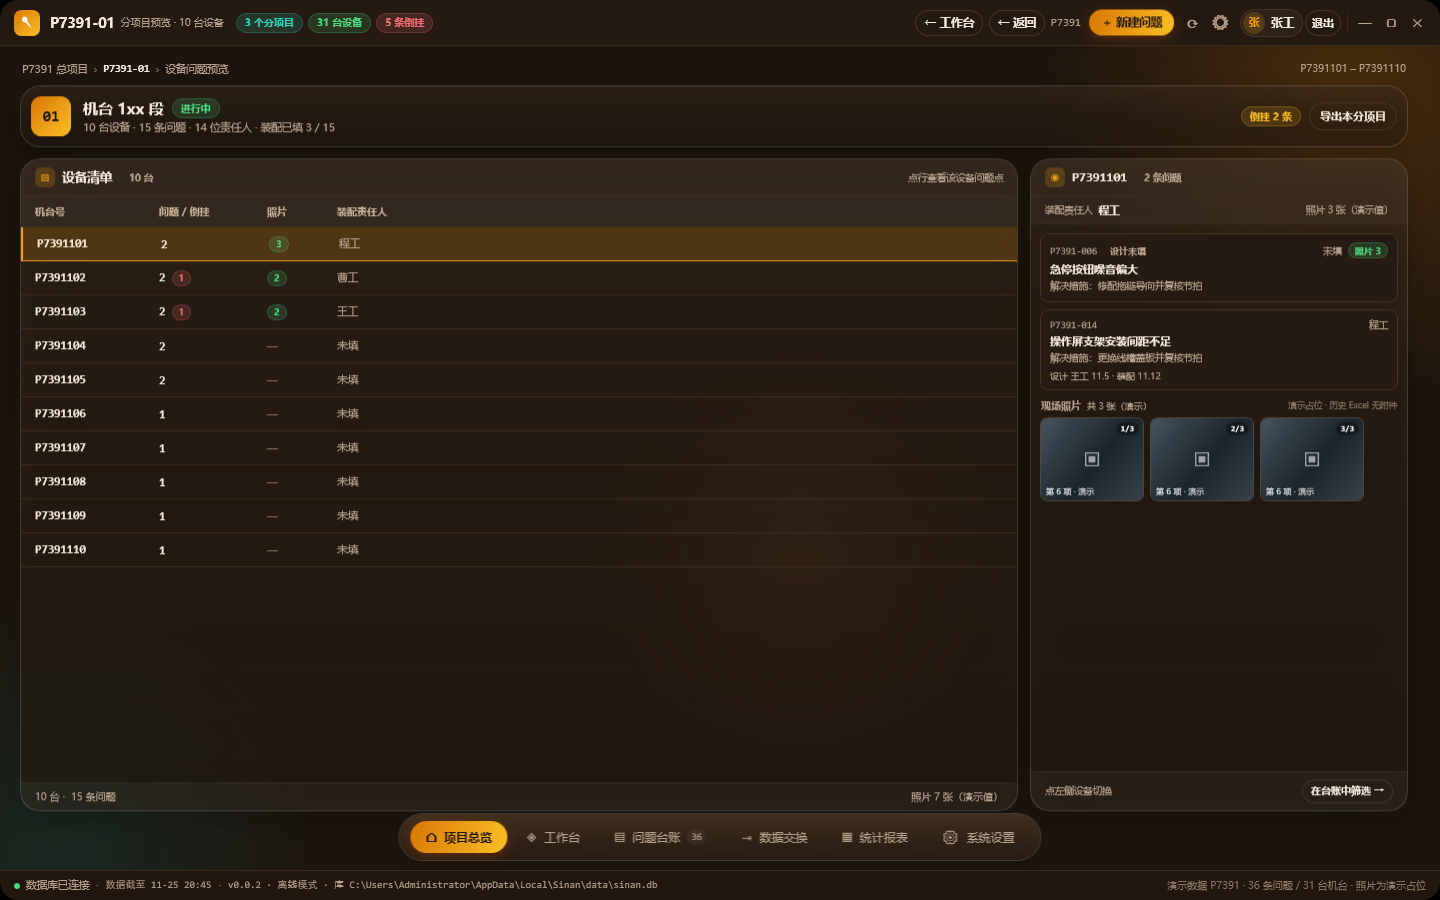 P7391-01 分项目预览 · 10 台设备 3 个分项目 31 台设备 5 条倒挂 ← 工作台 ← 返回 P7391 + 新建问题 张 张工 退出
P7391 总项目 › P7391-01 › 设备问题预览 P7391101 – P7391110
01 机台 1xx 段 进行中
10 台设备 · 15 条问题 · 14 位责任人 · 装配已填 3 / 15
倒挂 2 条 导出本分项目
设备清单 10 台 点行查看该设备问题点
机台号 问题 / 倒挂 照片 装配责任人
P7391101 2 3 程工
P7391102 2 1 2 曹工
P7391103 2 1 2 王工
P7391104 2 — 未填
P7391105 2 — 未填
P7391106 1 — 未填
P7391107 1 — 未填
P7391108 1 — 未填
P7391109 1 — 未填
P7391110 1 — 未填
10 台 · 15 条问题 照片 7 张（演示值）
P7391101 2 条问题
装配责任人 程工 照片 3 张（演示值）
P7391-006 设计未填 未填 照片 3
急停按钮噪音偏大
解决措施：修配拖链导向并复核节拍
P7391-014 程工
操作屏支架安装间距不足
解决措施：更换线槽盖板并复核节拍
设计 王工 11.5 · 装配 11.12
现场照片 共 3 张（演示） 演示占位 · 历史 Excel 无附件
1/3 2/3 3/3
第 6 项 · 演示 第 6 项 · 演示 第 6 项 · 演示
点左侧设备切换 在台账中筛选 →
项目总览 工作台 问题台账 36 数据交换 统计报表 系统设置
数据库已连接 · 数据截至 11-25 20:45 · v0.0.2 · 离线模式 · 库 C:\Users\Administrator\AppData\Local\Sinan\data\sinan.db 演示数据 P7391 · 36 条问题 / 31 台机台 · 照片为演示占位